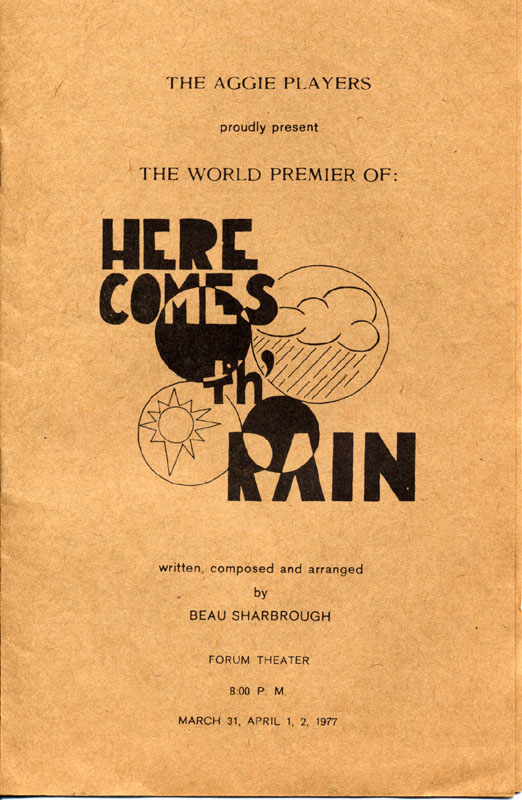 THE AGGIE PLAYERS
proudly present
THE WORLD PREMIER OF:
HERE
COMES
th'
RAIN
written, composed and arranged
by
BEAU SHARBROUGH
FORUM THEATER
8:00 P. M.
MARCH 31, APRIL 1, 2, 1977